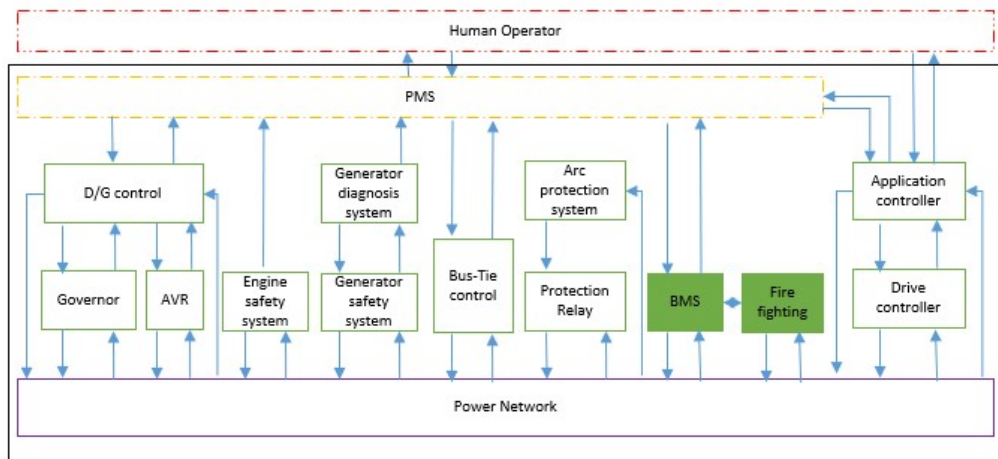 Human Operator
PMS
D/G control
Generator
diagnosis
system
Arc
protection
system
Application
controller
Governor
AVR
Engine
safety
system
Generator
safety
system
Bus-Tie
control
Protection
Relay
BMS
Fire
fighting
Drive
controller
Power Network